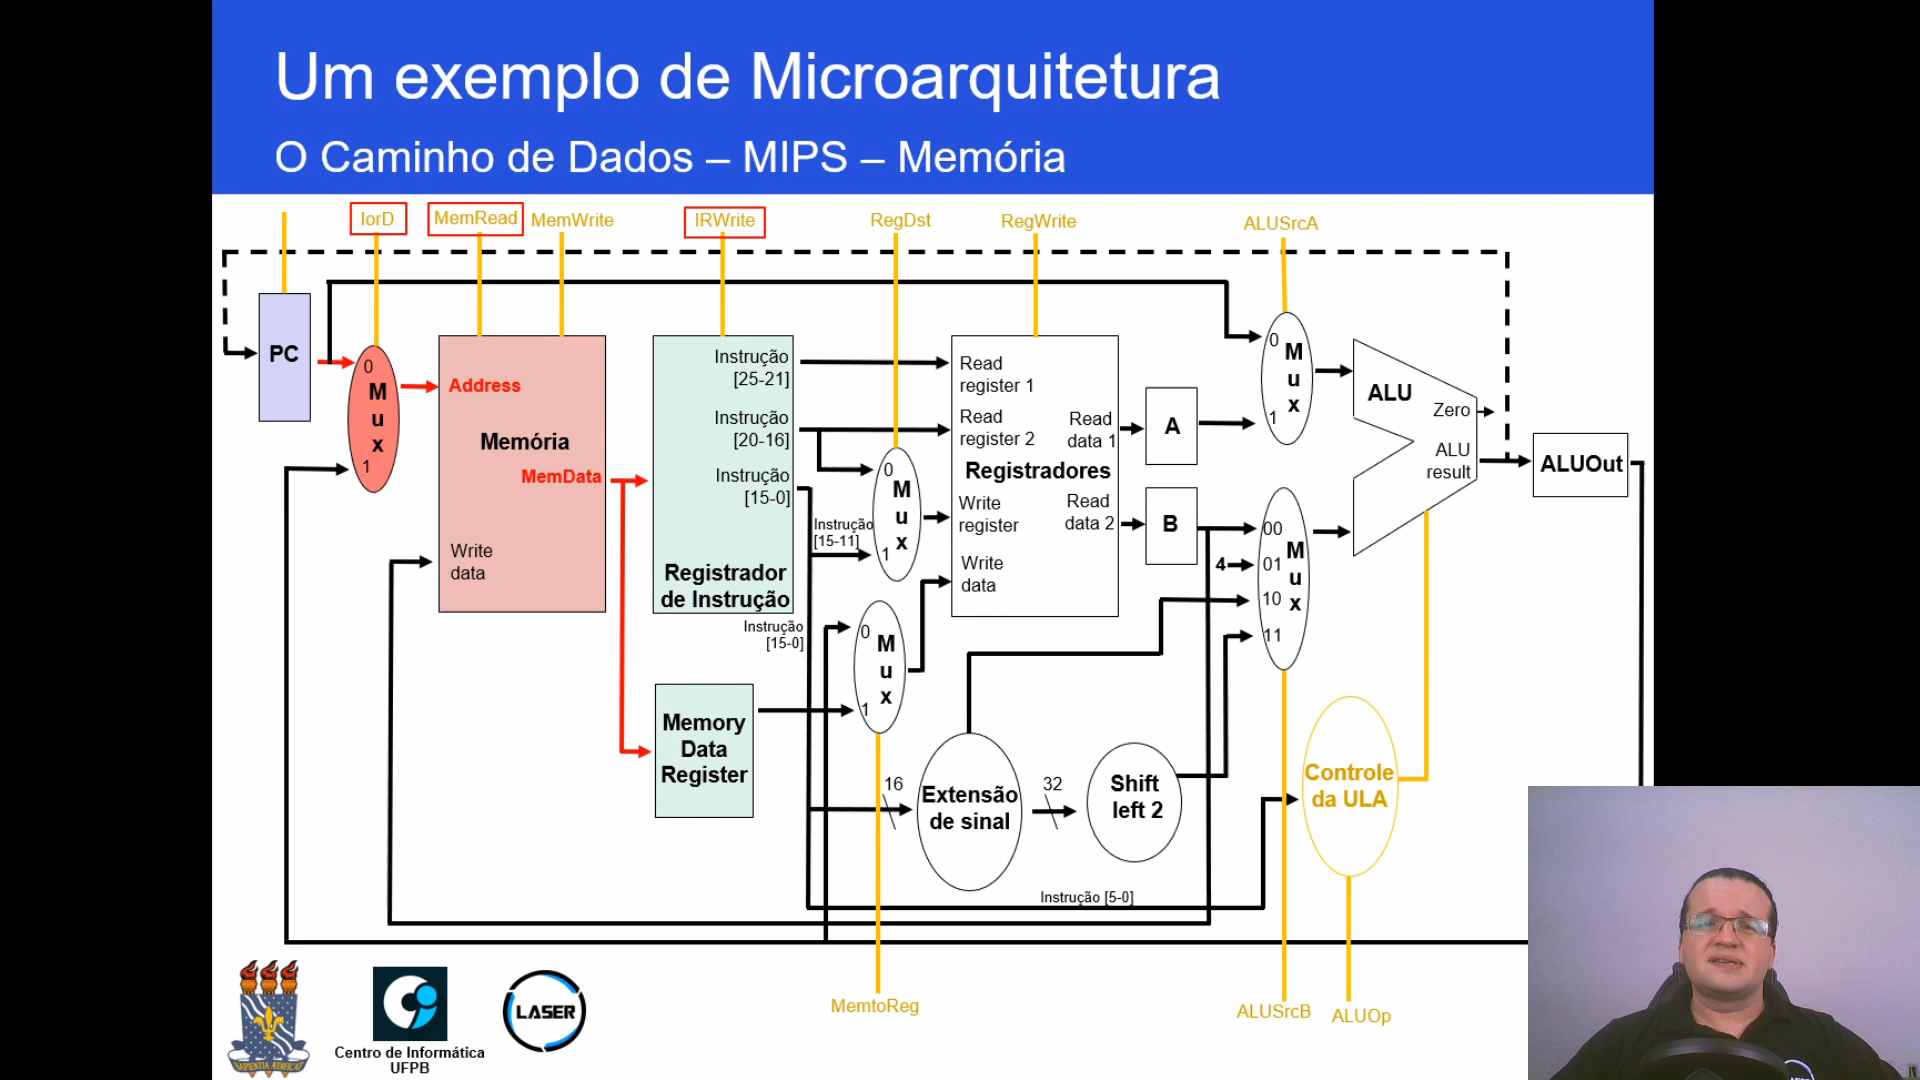 Um exemplo de Microarquitetura
O Caminho de Dados – MIPS – Memória
IorD
MemRead
MemWrite
IRWrite
RegDst
RegWrite
ALUSrcA
PC
0
M
u
x
1
Address
Memória
MemData
Write
data
Instrução
[25-21]
Instrução
[20-16]
Instrução
[15-0]
Registrador
de Instrução
Instrução
[15-11]
Instrução
[15-0]
Memory
Data
Register
0
M
u
x
1
0
M
u
x
1
Read
register 1
Read
register 2
Read
data 1
Registradores
Write
register
Read
data 2
Write
data
A
B
0
M
u
x
1
4
00
01
10
11
M
u
x
ALU
Zero
ALU
result
ALUOut
16
Extensão
de sinal
32
Shift
left 2
Controle
da ULA
Instrução [5-0]
MemtoReg
ALUSrcB
ALUOp
SAPIENTIA ÆDIFICAT
Centro de Informática
UFPB
LASER